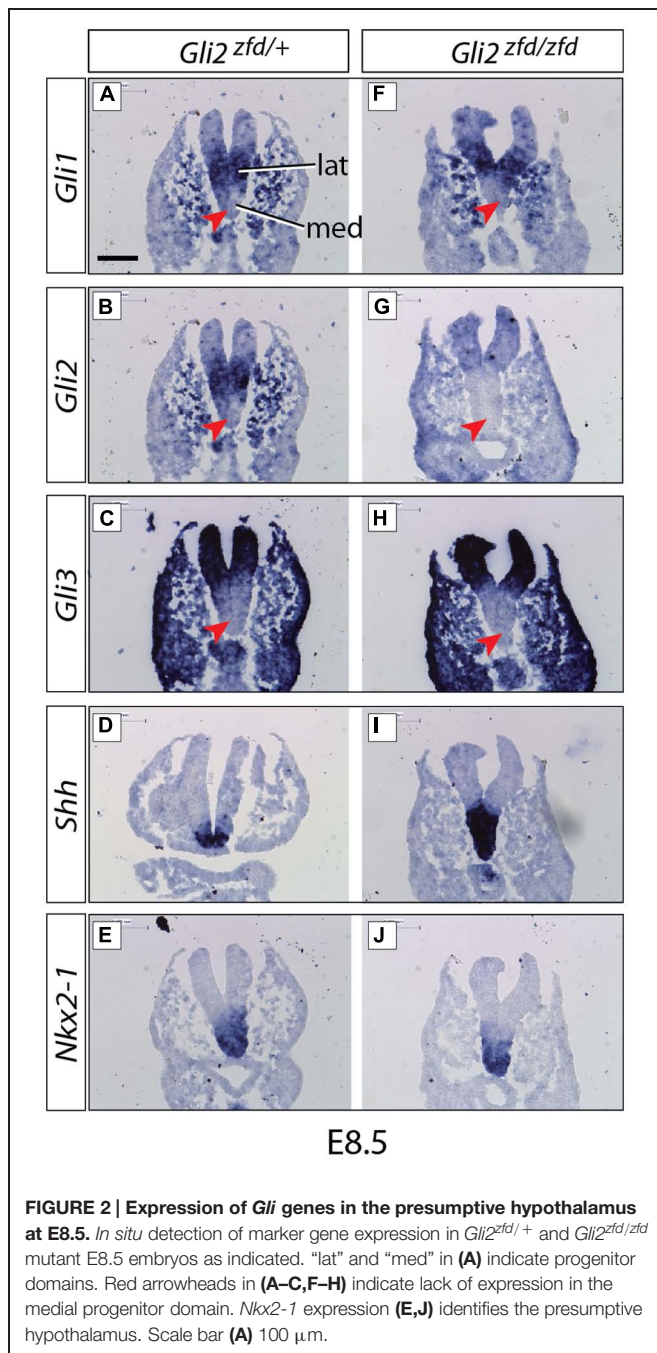 Gli2 zfd/+
Gli2 zfd/zfd
Gli1
A
lat
med
F
Gli2
B
G
Gli3
C
H
Shh
D
I
Nkx2-1
E
J
E8.5
FIGURE 2 | Expression of Gli genes in the presumptive hypothalamus
at E8.5. In situ detection of marker gene expression in Gli2zfd/+ and Gli2zfd/zfd
mutant E8.5 embryos as indicated. “lat” and “med” in (A) indicate progenitor
domains. Red arrowheads in (A–C,F–H) indicate lack of expression in the
medial progenitor domain. Nkx2-1 expression (E,J) identifies the presumptive
hypothalamus. Scale bar (A) 100 μm.